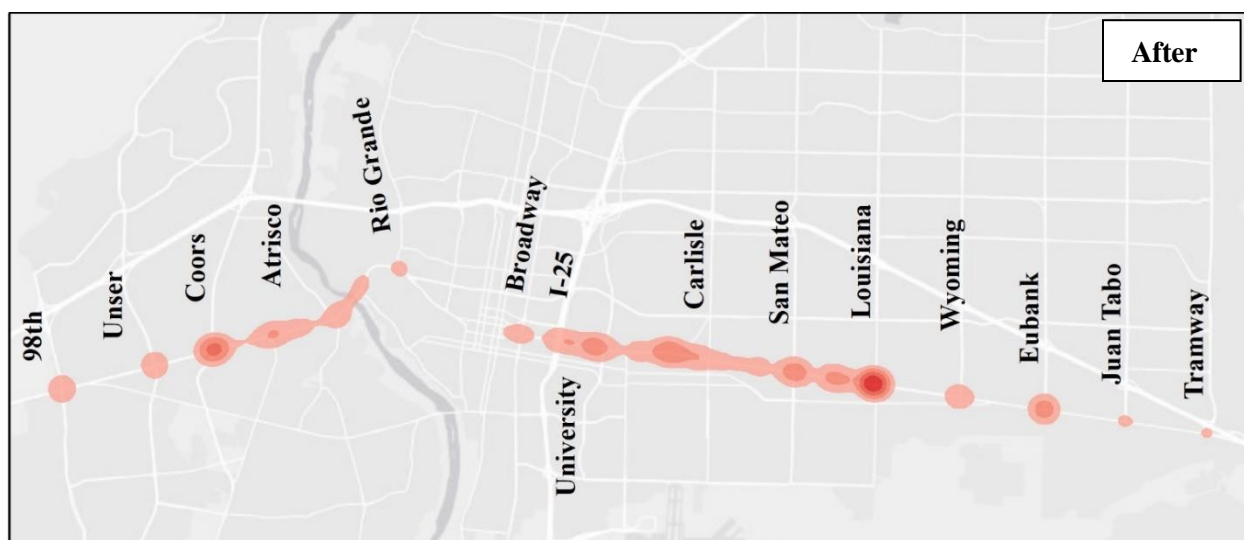 After
98th
Unser
Coors
Atrisco
Rio Grande
Broadway
I-25
University
Carlisle
San Mateo
Louisiana
Wyoming
Eubank
Juan Tabo
Tramway